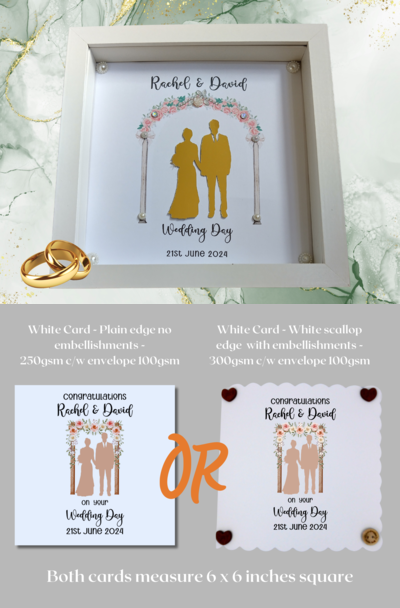 Rachel & David
Wedding Day
21st June 2024
White Card - Plain edge no
embellishments -
250gsm c/w envelope 100gsm
White Card - White scallop
edge with embellishments -
300gsm c/w envelope 100gsm
Congratulations
Rachel & David
on your
Wedding Day
21st June 2024
OR
Congratulations
Rachel & David
on your
Wedding Day
21st June 2024
Both cards measure 6 x 6 inches square